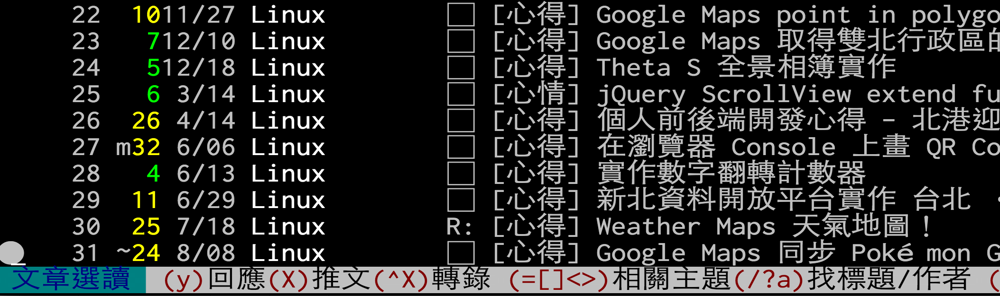 22 10 11/27 Linux □ [心得] Google Maps point in polygo
23 7 12/10 Linux □ [心得] Google Maps 取得雙北行政區
24 5 12/18 Linux □ [心得] Theta S 全景相簿實作
25 6 3/14 Linux □ [心情] jQuery ScrollView extend fu
26 26 4/14 Linux □ [心得] 個人前後端開發心得 - 北港迎
27 m32 6/06 Linux □ [心得] 在瀏覽器 Console 上畫 QR Co
28 4 6/13 Linux □ [心得] 實作數字翻轉計數器
29 11 6/29 Linux □ [心得] 新北資料開放平台實作 台北 ·
30 25 7/18 Linux R: [心得] Weather Maps 天氣地圖！
● 31 ~24 8/08 Linux □ [心得] Google Maps 同步 Poké mon G
文章選讀 (y)回應(X)推文(^X)轉錄 (=[]<>)相關主題(/?a)找標題/作者 (